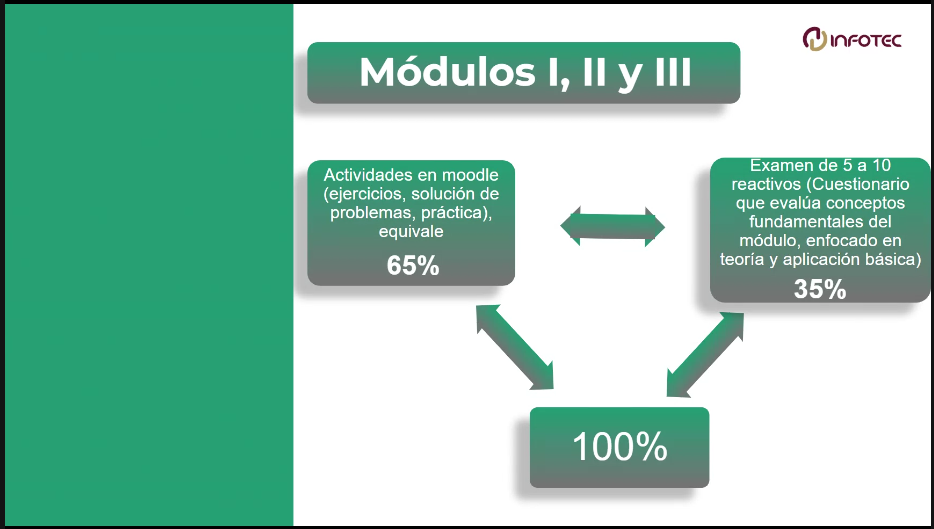 INFOTEC
Módulos I, II y III
Actividades en moodle
(ejercicios, solución de
problemas, práctica),
equivale
65%
Examen de 5 a 10
reactivos (Cuestionario
que evalúa conceptos
fundamentales del
módulo, enfocado en
teoría y aplicación básica)
35%
100%